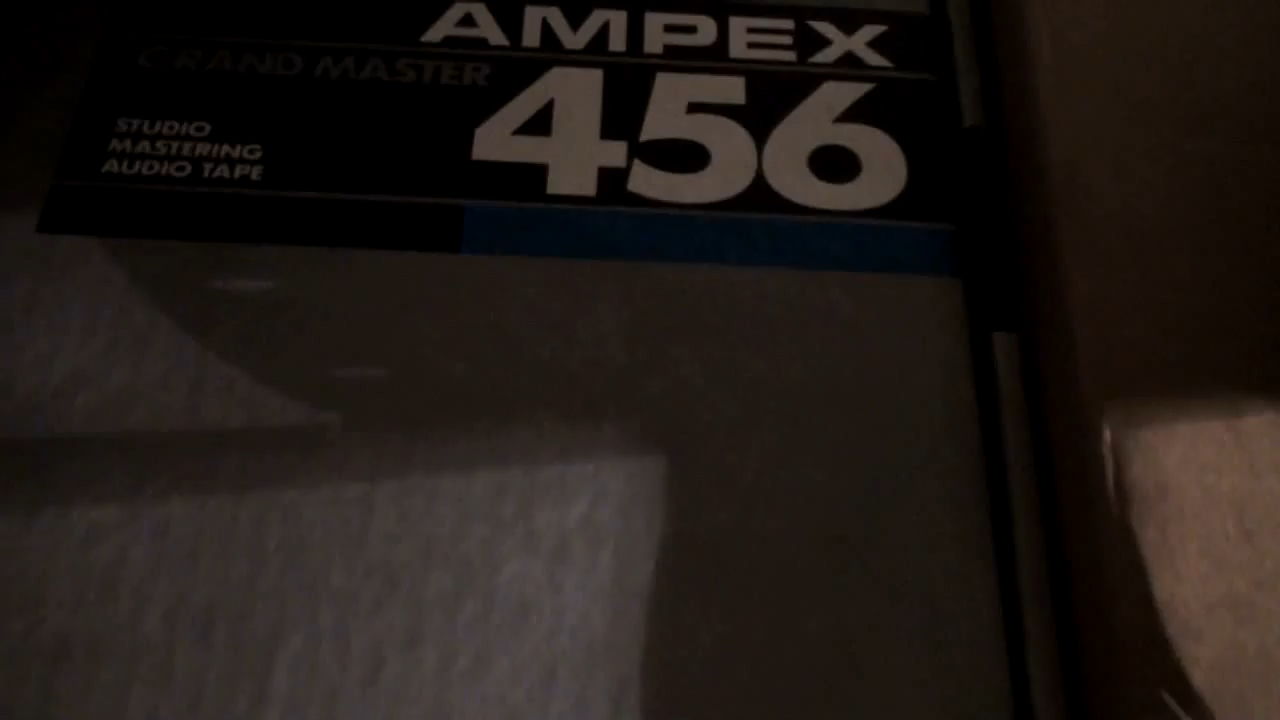 AMPEX
GRAND MASTER
456
STUDIO
MASTERING
AUDIO TAPE